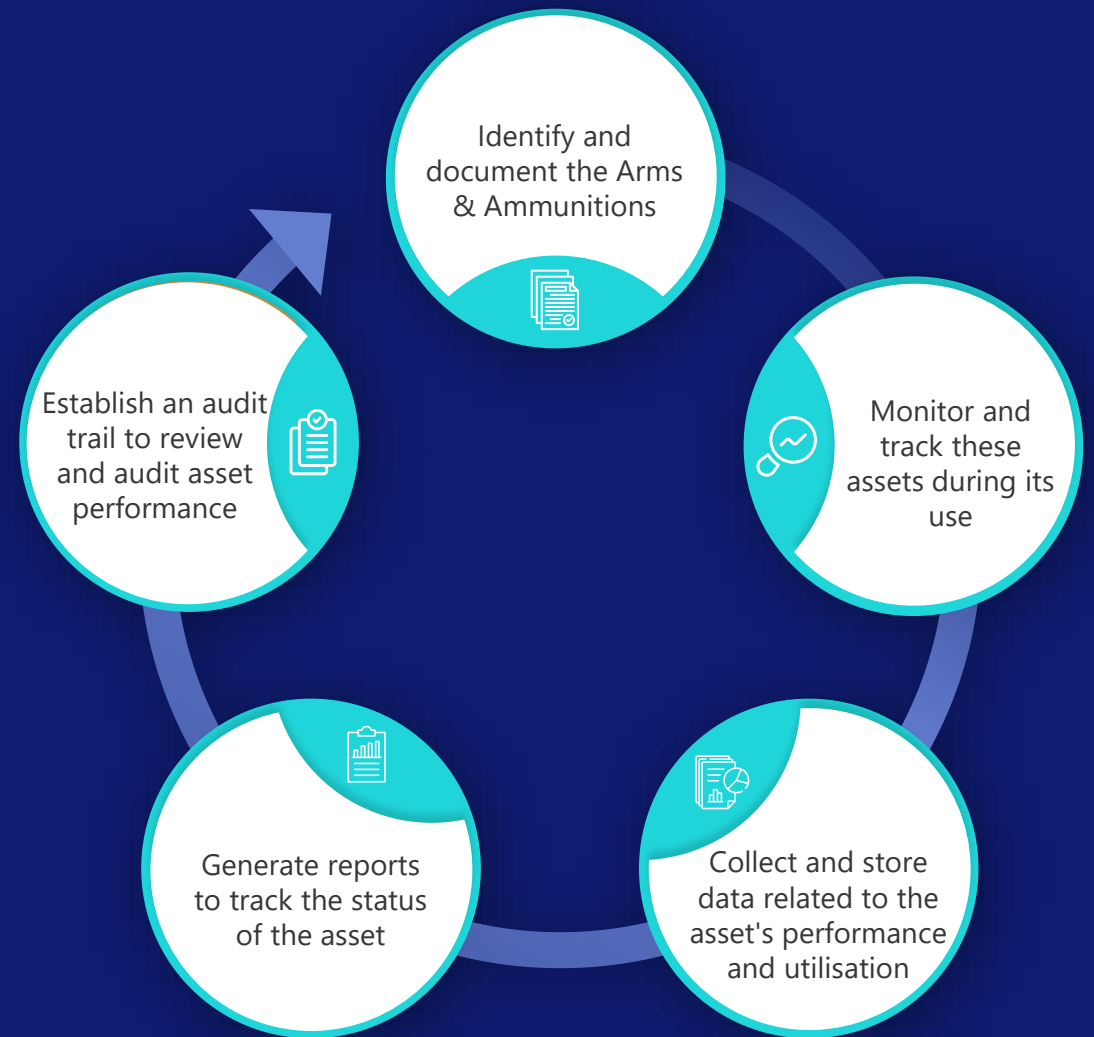 Identify and
document the Arms
& Ammunitions
Monitor and
track these
assets during its
use
Collect and store
data related to the
asset's performance
and utilisation
Generate reports
to track the status
of the asset
Establish an audit
trail to review
and audit asset
performance